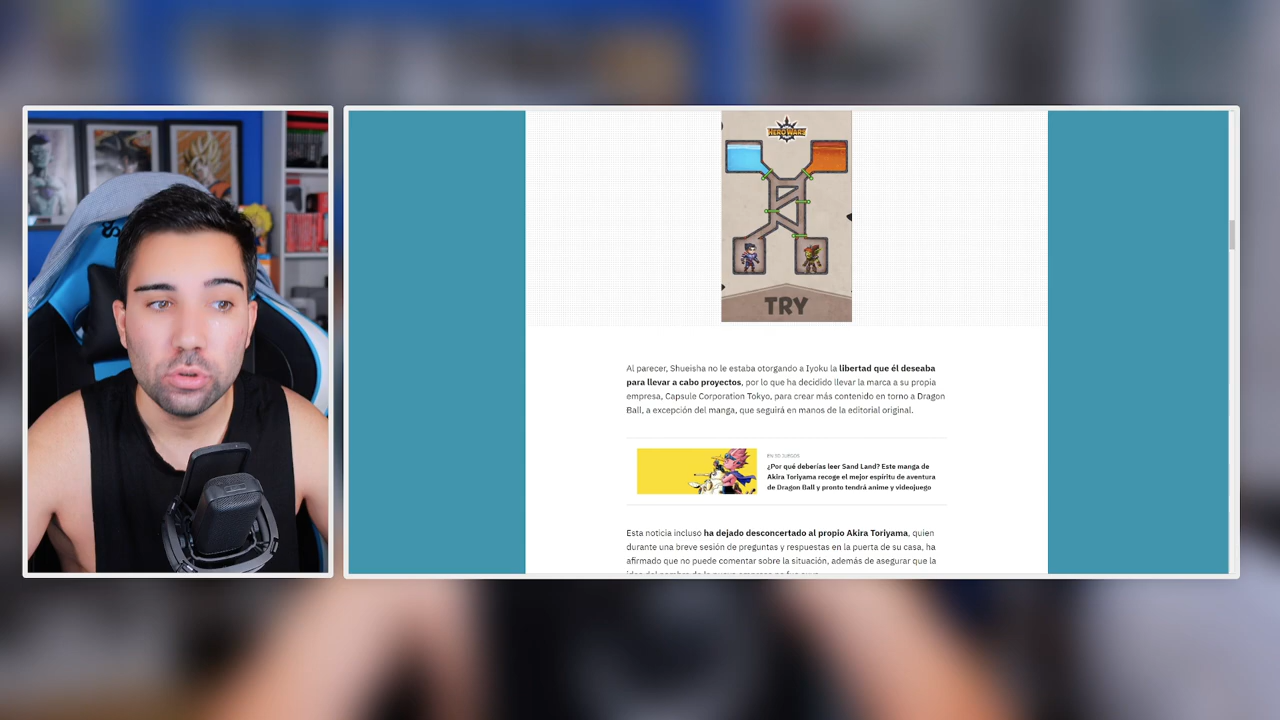 HERO WARS
TRY
Al parecer, Shueisha no le estaba otorgando a Iyoku la libertad que él deseaba
para llevar a cabo proyectos, por lo que ha decidido llevar la marca a su propia
empresa, Capsule Corporation Tokyo, para crear más contenido en torno a Dragon
Ball, a excepción del manga, que seguirá en manos de la editorial original.
EN 3D JUEGOS
¿Por qué deberías leer Sand Land? Este manga de
Akira Toriyama recoge el mejor espíritu de aventura
de Dragon Ball y pronto tendrá anime y videojuego
Esta noticia incluso ha dejado desconcertado al propio Akira Toriyama, quien
durante una breve sesión de preguntas y respuestas en la puerta de su casa, ha
afirmado que no puede comentar sobre la situación, además de asegurar que la